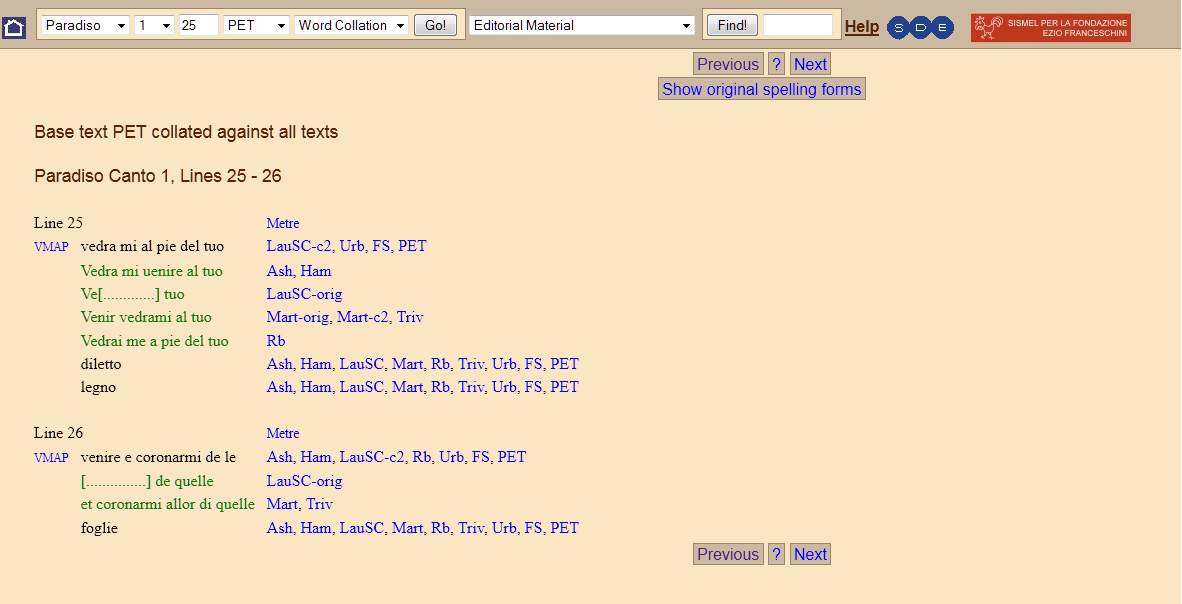 Paradiso 1 25 PET Word Collation Go! Editorial Material Find! Help S D E SISMEL PER LA FONDAZIONE
EZIO FRANCESCHINI
Previous ? Next
Show original spelling forms
Base text PET collated against all texts
Paradiso Canto 1, Lines 25 - 26
Line 25 Metre
VMAP vedra mi al pie del tuo LauSC-c2, Urb, FS, PET
Vedra mi uenire al tuo Ash, Ham
Ve[.............] tuo LauSC-orig
Venir vedrami al tuo Mart-orig, Mart-c2, Triv
Vedrai me a pie del tuo Rb
diletto Ash, Ham, LauSC, Mart, Rb, Triv, Urb, FS, PET
legno Ash, Ham, LauSC, Mart, Rb, Triv, Urb, FS, PET
Line 26 Metre
VMAP venire e coronarmi de le Ash, Ham, LauSC-c2, Rb, Urb, FS, PET
[...............] de quelle LauSC-orig
et coronarmi allor di quelle Mart, Triv
foglie Ash, Ham, LauSC, Mart, Rb, Triv, Urb, FS, PET
Previous ? Next